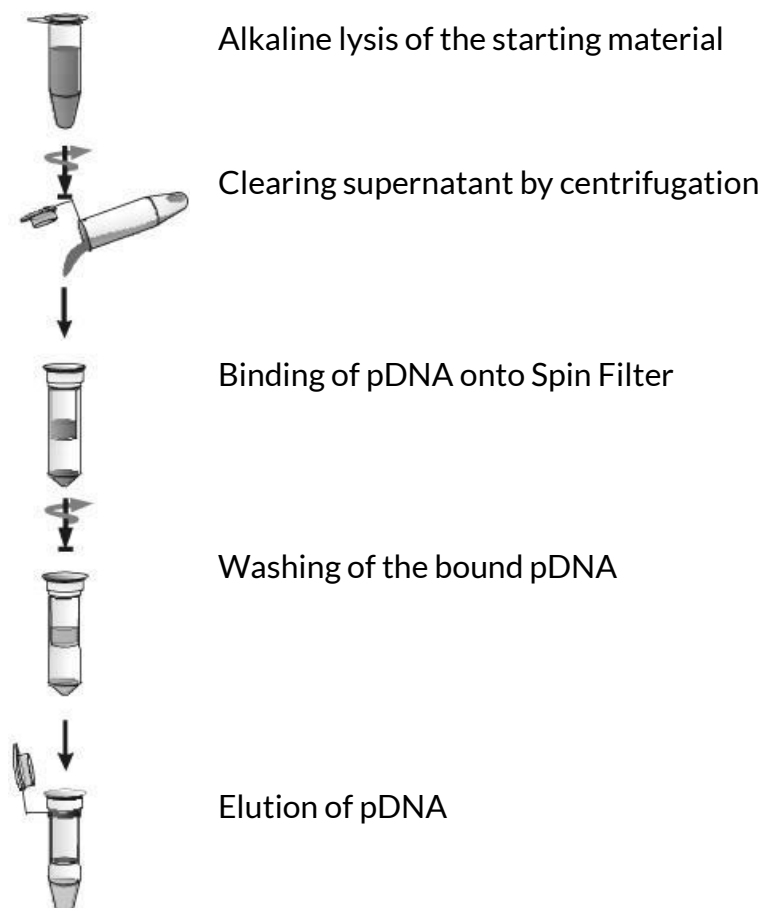 Alkaline lysis of the starting material
Clearing supernatant by centrifugation
Binding of pDNA onto Spin Filter
Washing of the bound pDNA
Elution of pDNA